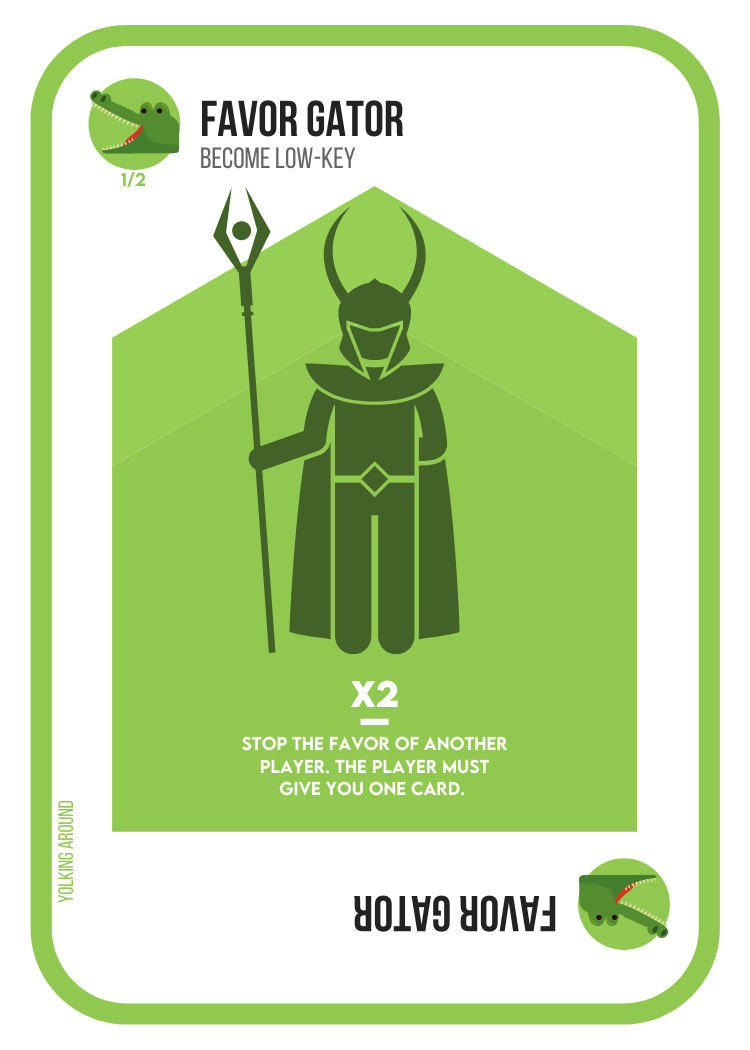 FAVOR GATOR
BECOME LOW-KEY
1/2
X2
STOP THE FAVOR OF ANOTHER
PLAYER. THE PLAYER MUST
GIVE YOU ONE CARD.
YOLKING AROUND
FAVOR GATOR